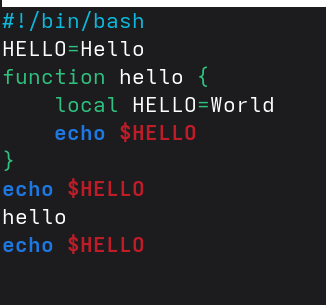 #!/bin/bash
HELLO=Hello
function hello {
    local HELLO=World
    echo $HELLO
}
echo $HELLO
hello
echo $HELLO